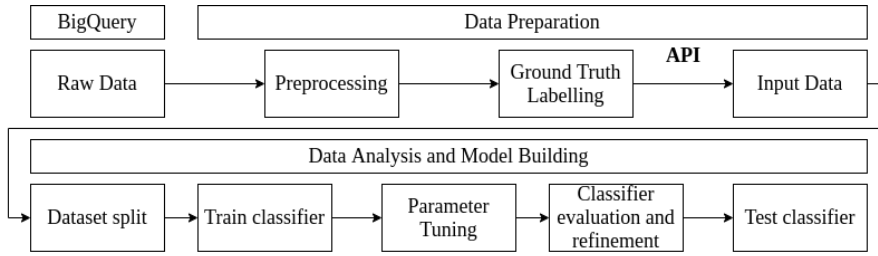 BigQuery
Data Preparation
Raw Data
Preprocessing
Ground Truth
Labelling
API
Input Data
Data Analysis and Model Building
Dataset split
Train classifier
Parameter
Tuning
Classifier
evaluation and
refinement
Test classifier